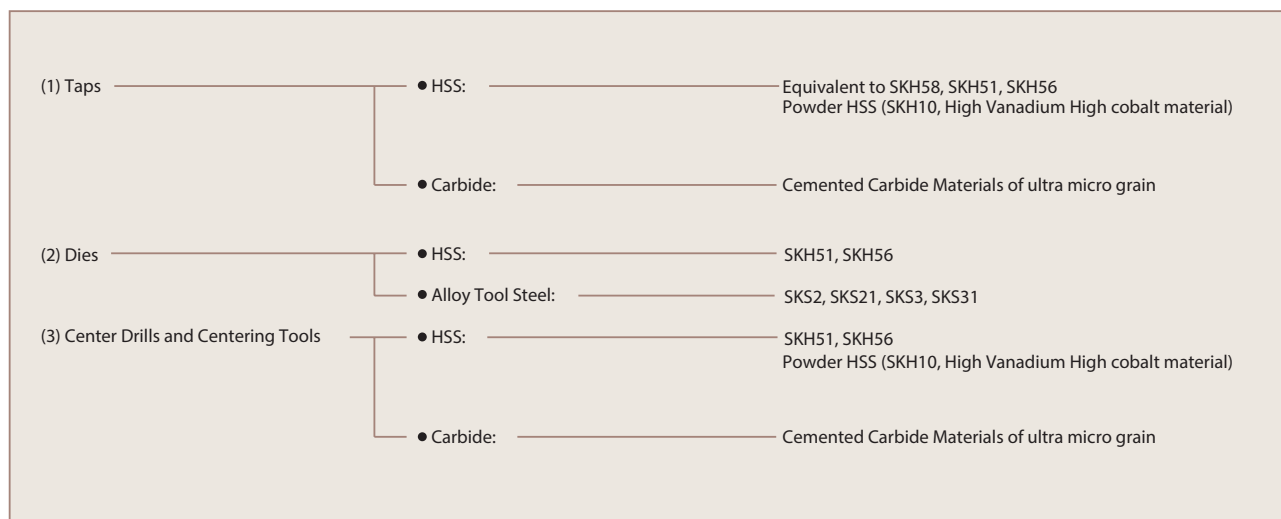 (1) Taps ● HSS: Equivalent to SKH58, SKH51, SKH56
Powder HSS (SKH10, High Vanadium High cobalt material)
● Carbide: Cemented Carbide Materials of ultra micro grain
(2) Dies ● HSS: SKH51, SKH56
● Alloy Tool Steel: SKS2, SKS21, SKS3, SKS31
(3) Center Drills and Centering Tools ● HSS: SKH51, SKH56
Powder HSS (SKH10, High Vanadium High cobalt material)
● Carbide: Cemented Carbide Materials of ultra micro grain